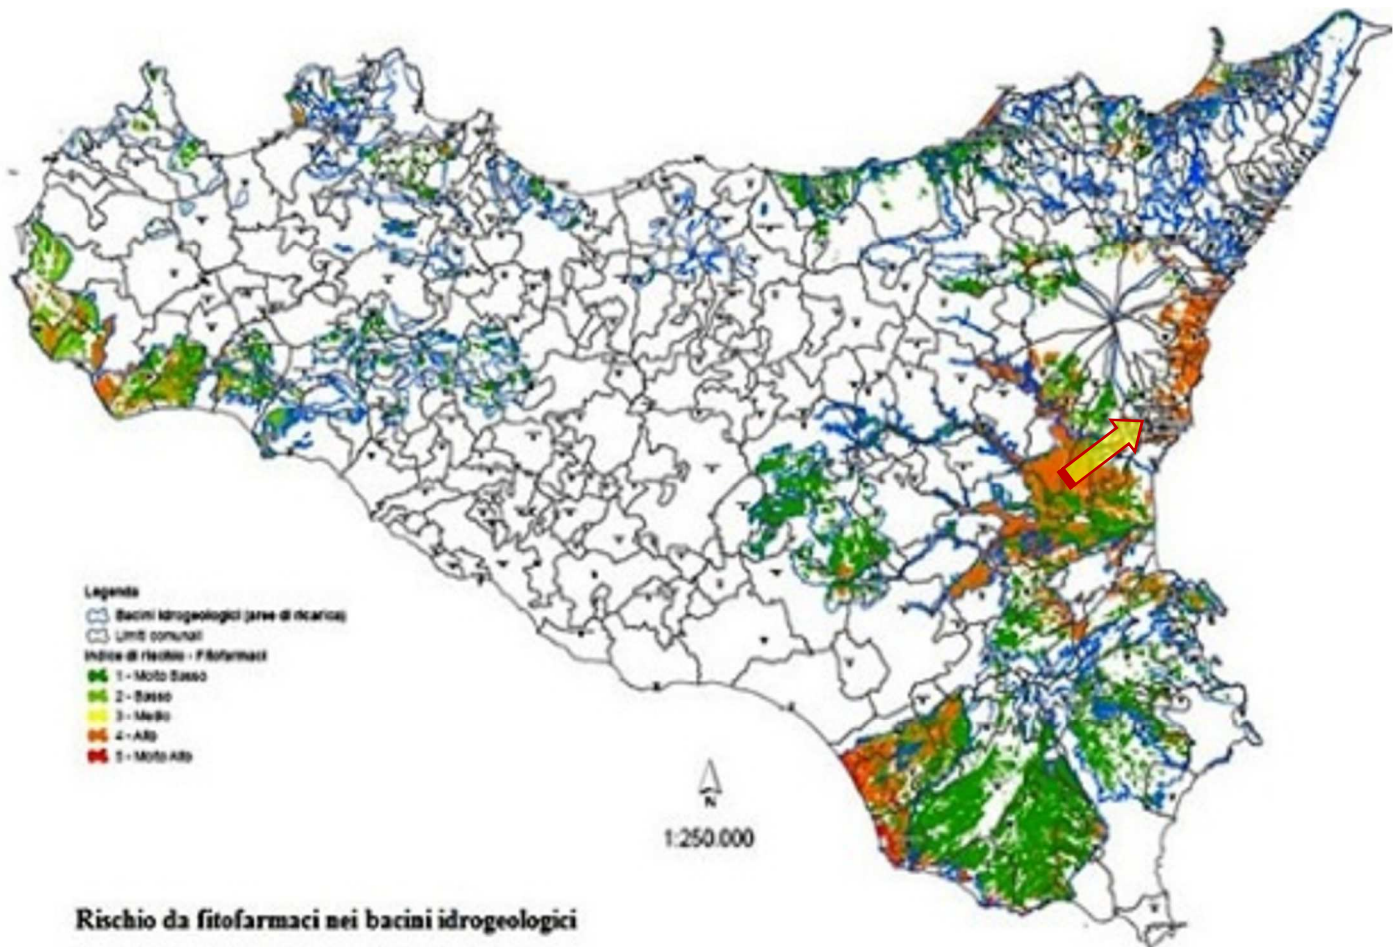 Legenda
Bacini idrogeologici (aree di ricarica)
Limiti comunali
Indice di rischio - Fitofarmaci
1 - Molto Basso
2 - Basso
3 - Medio
4 - Alto
5 - Molto Alto
N
1:250.000
Rischio da fitofarmaci nei bacini idrogeologici